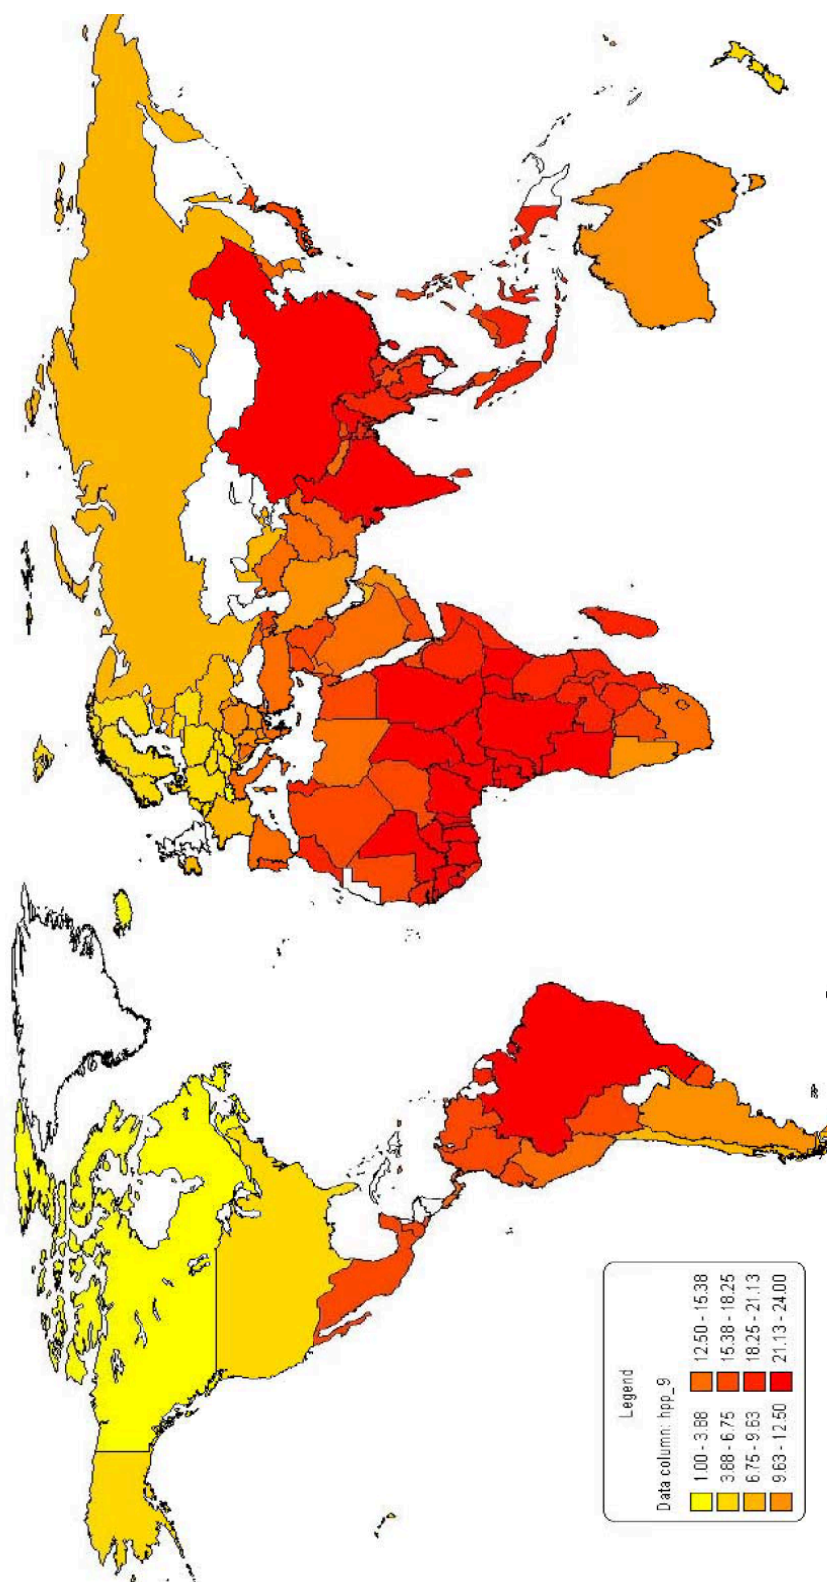 Legend
Data column: hpp_9
1.00 - 3.88
3.88 - 6.75
6.75 - 9.63
9.63 - 12.50
12.50 - 15.38
15.38 - 18.25
18.25 - 21.13
21.13 - 24.00